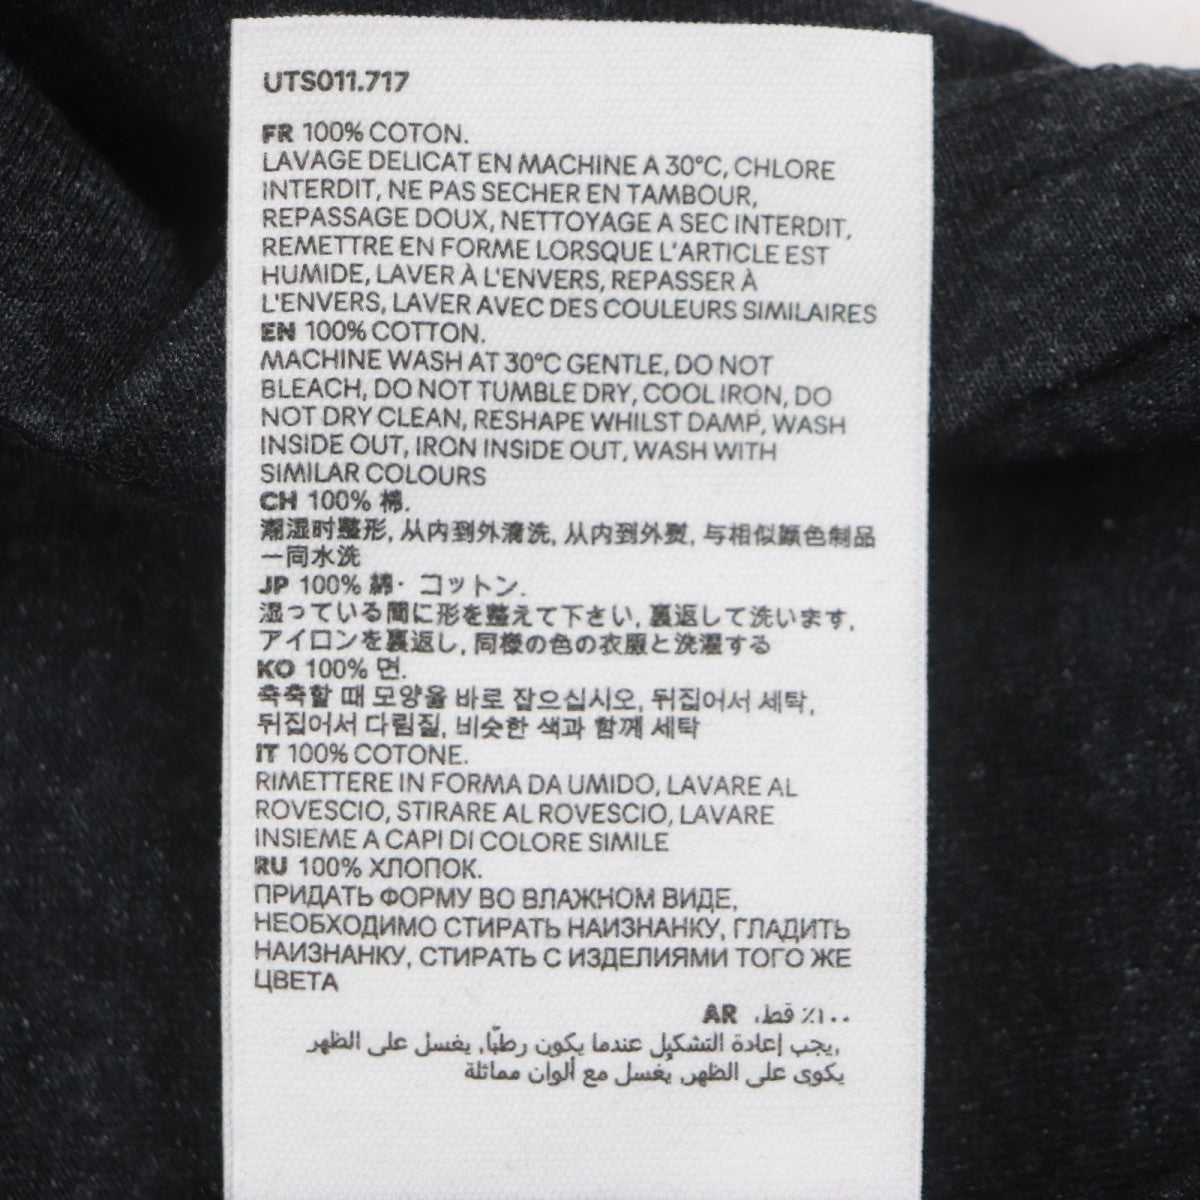 UTS011.717
FR 100% COTON.
LAVAGE DELICAT EN MACHINE A 30°C, CHLORE
INTERDIT, NE PAS SECHER EN TAMBOUR,
REPASSAGE DOUX, NETTOYAGE A SEC INTERDIT,
REMETTRE EN FORME LORSQUE L'ARTICLE EST
HUMIDE, LAVER À L'ENVERS, REPASSER À
L'ENVERS, LAVER AVEC DES COULEURS SIMILAIRES
EN 100% COTTON.
MACHINE WASH AT 30°C GENTLE, DO NOT
BLEACH, DO NOT TUMBLE DRY, COOL IRON, DO
NOT DRY CLEAN, RESHAPE WHILST DAMP, WASH
INSIDE OUT, IRON INSIDE OUT, WASH WITH
SIMILAR COLOURS
CH 100% 棉.
潮湿时整形, 从内到外清洗, 从内到外熨, 与相似颜色制品
一同水洗
JP 100% 綿・コットン.
湿っている間に形を整えて下さい, 裏返して洗います,
アイロンを裏返し, 同様の色の衣服と洗濯する
KO 100% 면.
축축할 때 모양을 바로 잡으십시오, 뒤집어서 세탁,
뒤집어서 다림질, 비슷한 색과 함께 세탁
IT 100% COTONE.
RIMETTERE IN FORMA DA UMIDO, LAVARE AL
ROVESCIO, STIRARE AL ROVESCIO, LAVARE
INSIEME A CAPI DI COLORE SIMILE
RU 100% ХЛОПОК.
ПРИДАТЬ ФОРМУ ВО ВЛАЖНОМ ВИДЕ,
НЕОБХОДИМО СТИРАТЬ НАИЗНАНКУ, ГЛАДИТЬ
НАИЗНАНКУ, СТИРАТЬ С ИЗДЕЛИЯМИ ТОГО ЖЕ
ЦВЕТА
١٠٠٪ قطن. AR
يجب إعادة التشكيل عندما يكون رطبًا, يغسل على الظهر,
يكوى على الظهر, يُغسل مع ألوان مماثلة